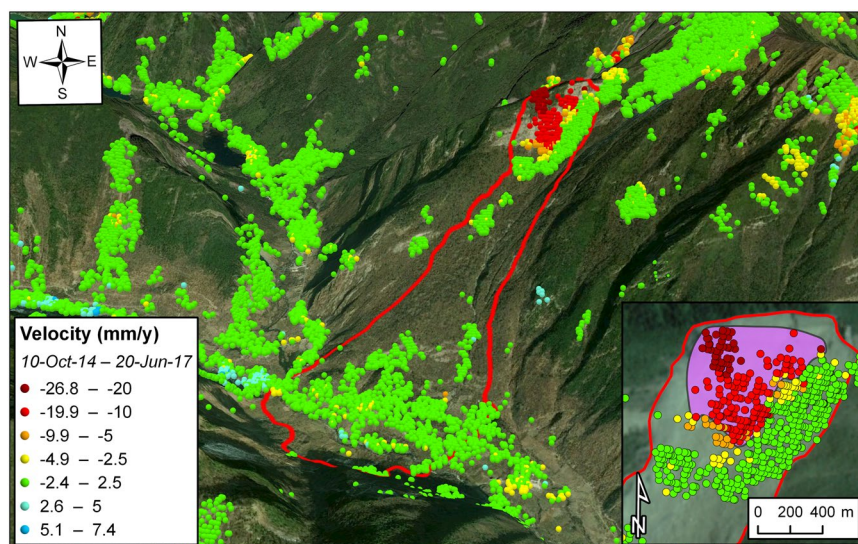 N
W E
S
Velocity (mm/y)
10-Oct-14 – 20-Jun-17
-26.8 – -20
-19.9 – -10
-9.9 – -5
-4.9 – -2.5
-2.4 – 2.5
2.6 – 5
5.1 – 7.4
N
0 200 400 m